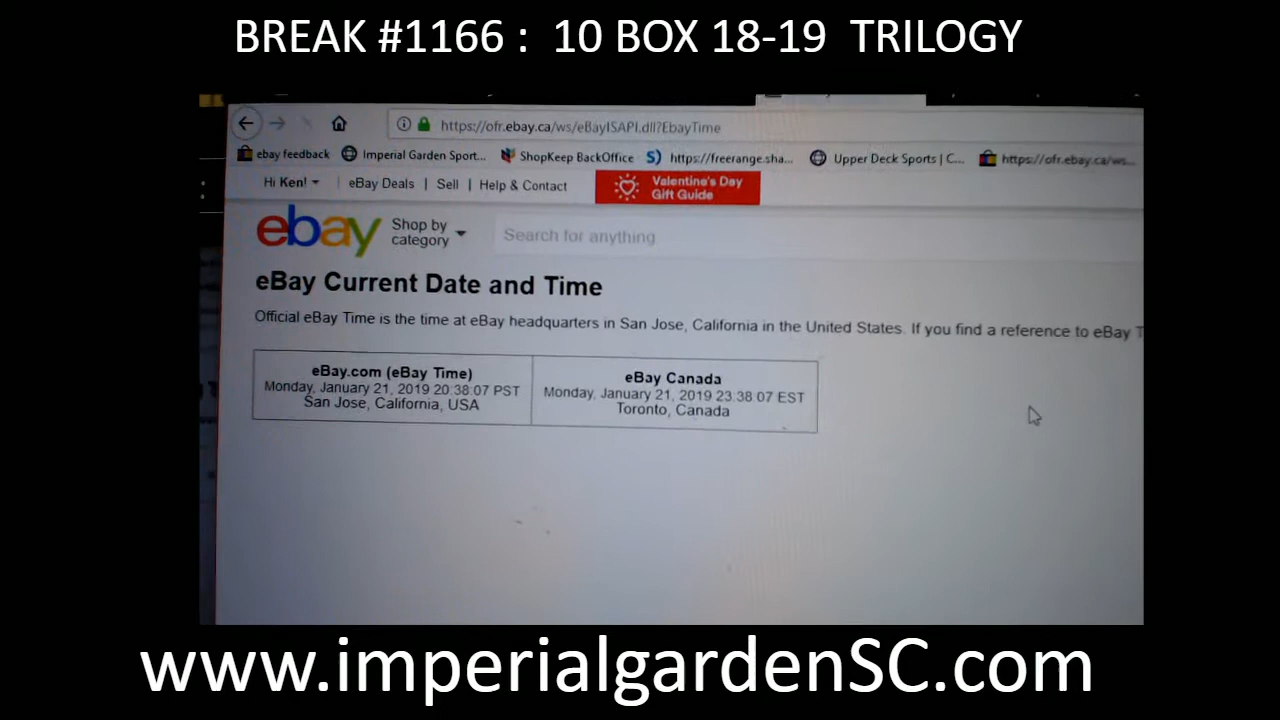 BREAK #1166 : 10 BOX 18-19 TRILOGY
https://ofr.ebay.ca/ws/eBayISAPI.dll?EbayTime
ebay feedback Imperial Garden Sport... ShopKeep BackOffice https://freerange.sha... Upper Deck Sports | C... https://ofr.ebay.ca/ws...
Hi Ken! eBay Deals | Sell | Help & Contact
Valentine's Day
Gift Guide
ebay
Shop by
category
Search for anything
eBay Current Date and Time
Official eBay Time is the time at eBay headquarters in San Jose, California in the United States. If you find a reference to eBay T
eBay.com (eBay Time)
Monday, January 21, 2019 20:38:07 PST
San Jose, California, USA
eBay Canada
Monday, January 21, 2019 23:38:07 EST
Toronto, Canada
www.imperialgardenSC.com